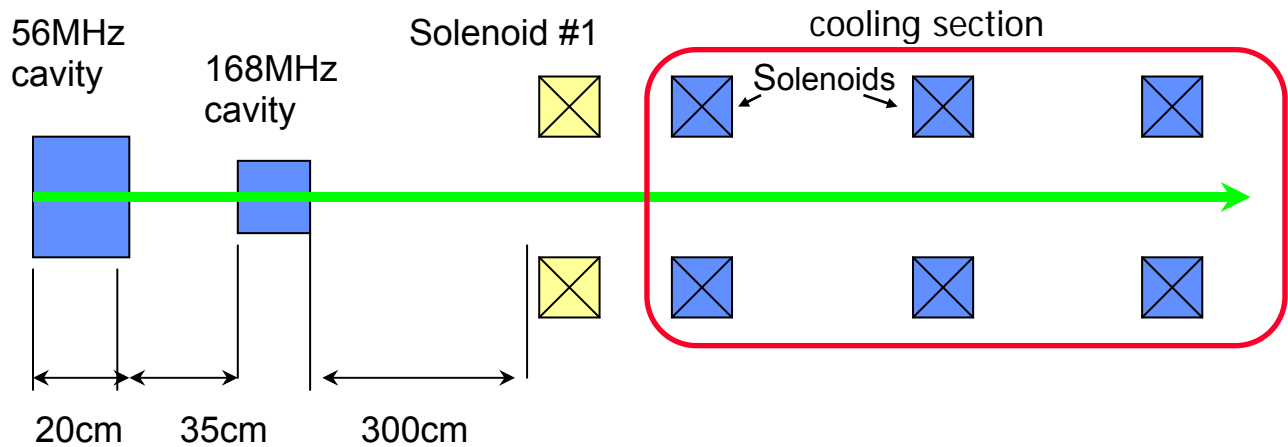 56MHz
cavity
168MHz
cavity
Solenoid #1
cooling section
Solenoids
20cm
35cm
300cm